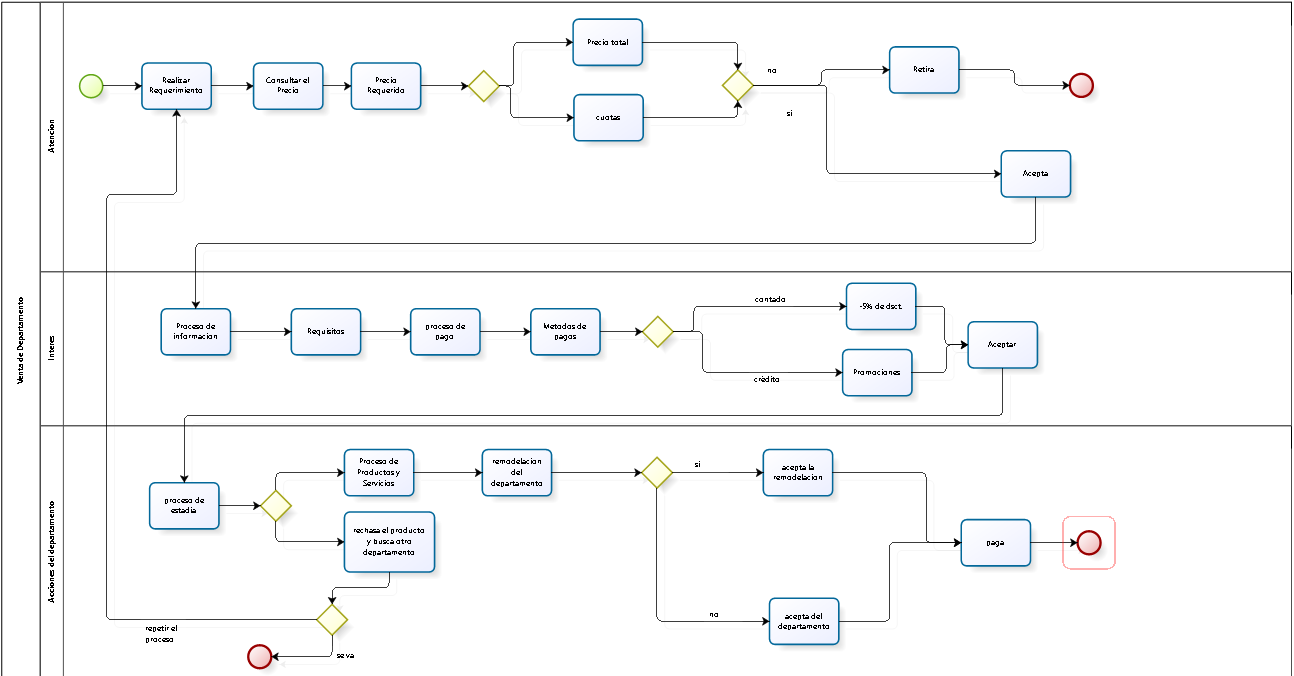 Venta de Departamento
Atencion
Realizar
Requerimiento
Consultar el
Precio
Precio
Requerido
Precio total
cuotas
no
si
Retira
Acepta
Interes
Proceso de
informacion
Requisitos
proceso de
pago
Metodos de
pagos
contado
credito
-5% de dsct.
Promociones
Aceptar
Acciones del departamento
proceso de
estadia
Proceso de
Productos y
Servicios
rechasa el producto
y busca otro
departamento
remodelacion
del
departamento
si
no
acepta la
remodelacion
acepta del
departamento
paga
repetir el
proceso
se va